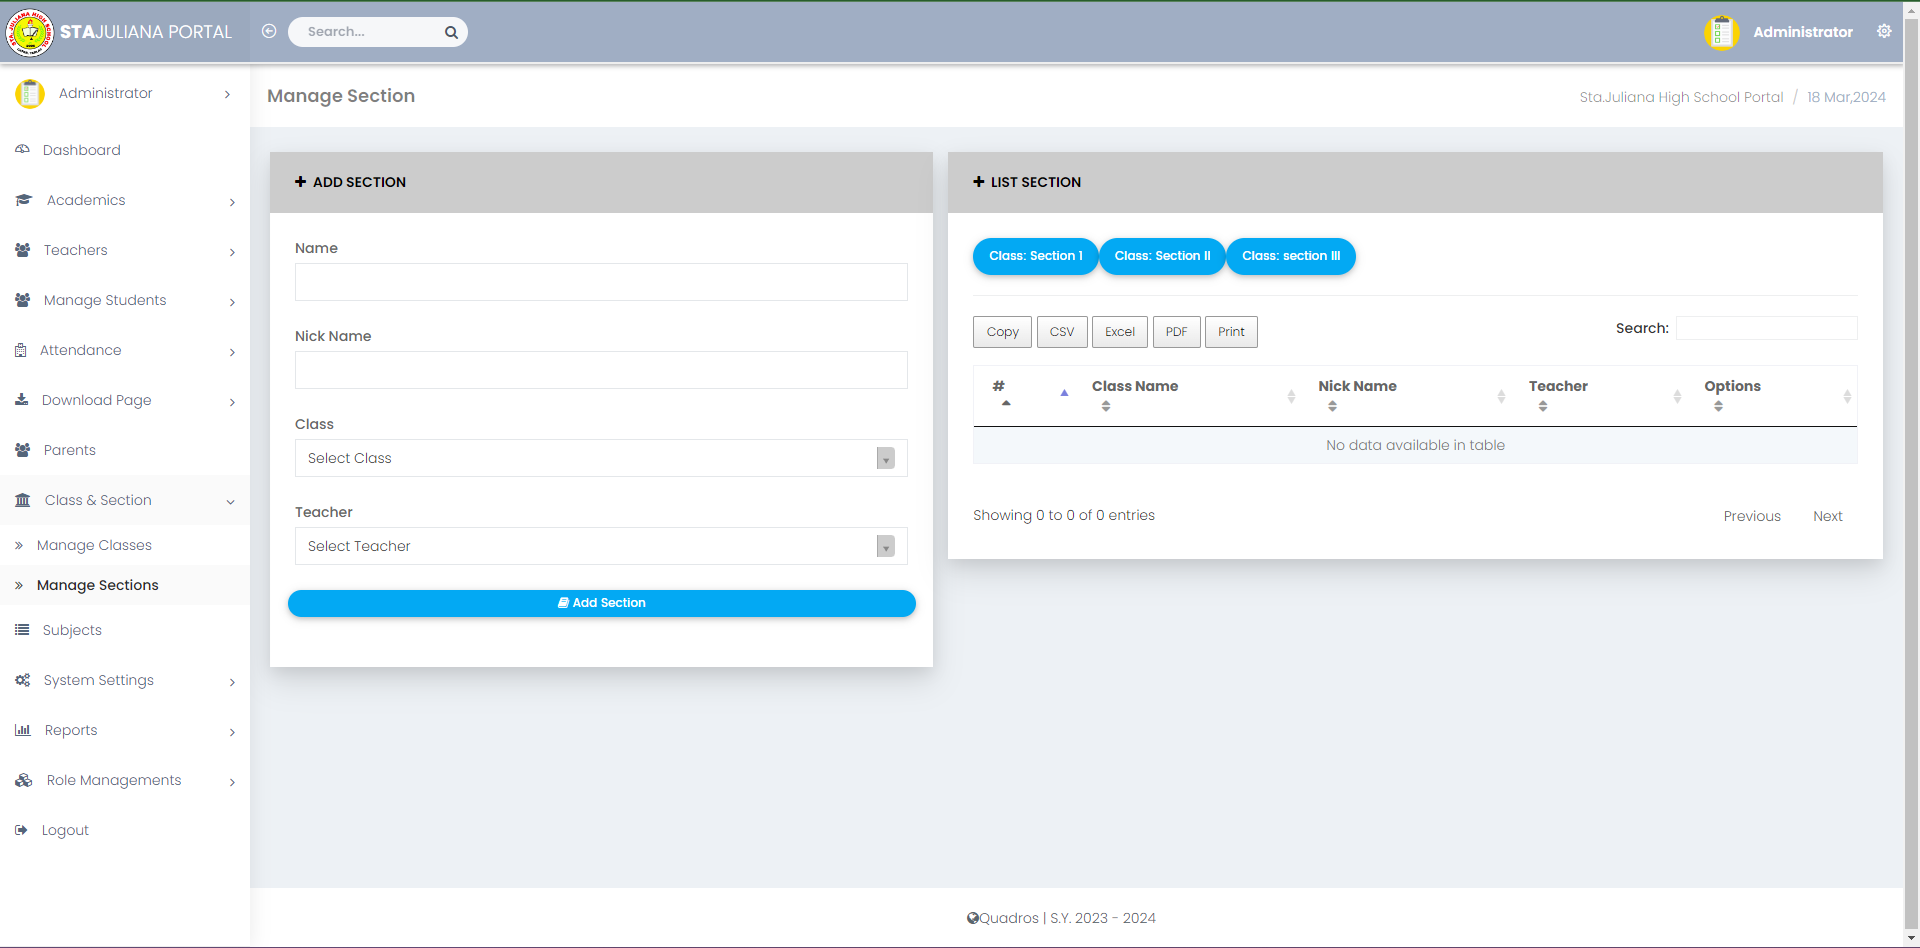 STAJULIANA PORTAL
Search...
Administrator
Administrator
Manage Section
Sta.Juliana High School Portal / 18 Mar,2024
Dashboard
Academics
Teachers
Manage Students
Attendance
Download Page
Parents
Class & Section
Manage Classes
Manage Sections
Subjects
System Settings
Reports
Role Managements
Logout
ADD SECTION
Name
Nick Name
Class
Select Class
Teacher
Select Teacher
Add Section
LIST SECTION
Class: Section 1 Class: Section II Class: section III
Copy CSV Excel PDF Print Search:
# Class Name Nick Name Teacher Options
No data available in table
Showing 0 to 0 of 0 entries Previous Next
Quadros | S.Y. 2023 - 2024